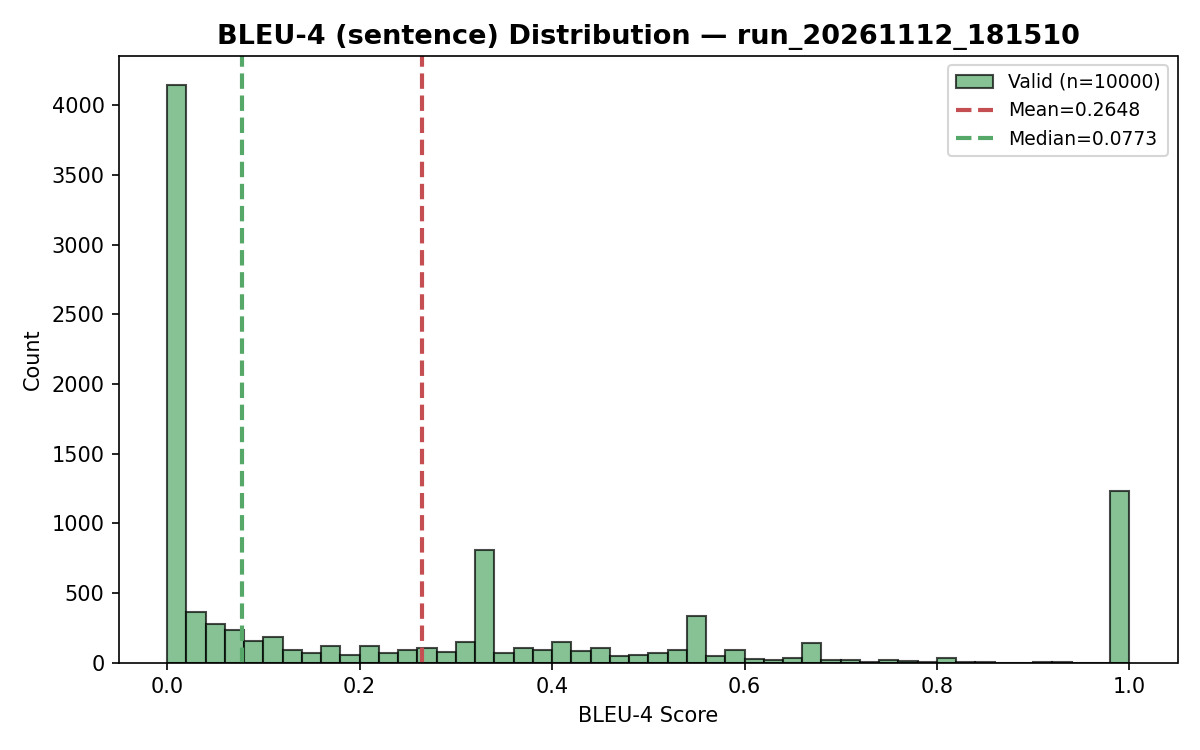 BLEU-4 (sentence) Distribution — run_20261112_181510
Valid (n=10000)
Mean=0.2648
Median=0.0773
Count
4000
3500
3000
2500
2000
1500
1000
500
0
0.0 0.2 0.4 0.6 0.8 1.0
BLEU-4 Score